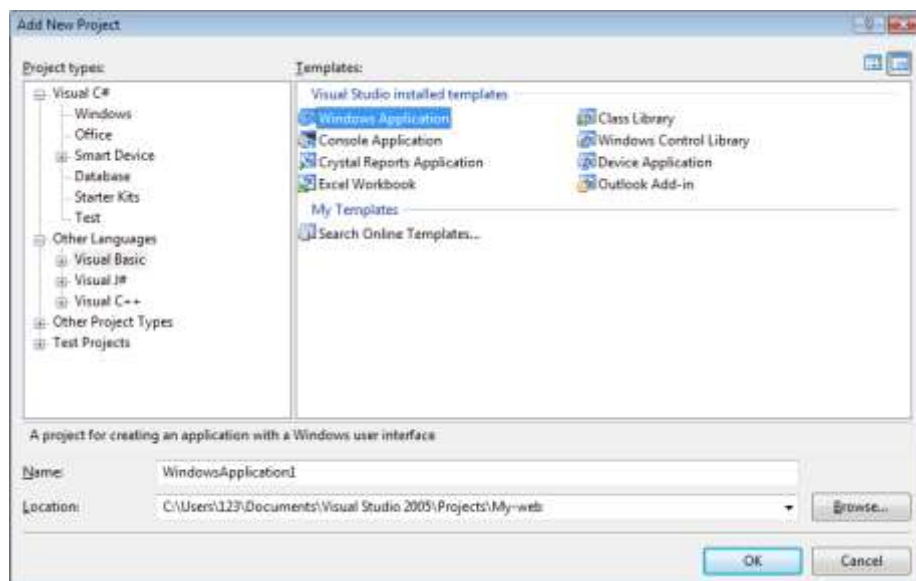 Add New Project
Project types:
Templates:
Visual C#
Windows
Office
Smart Device
Database
Starter Kits
Test
Other Languages
Visual Basic
Visual J#
Visual C++
Other Project Types
Test Projects
Visual Studio installed templates
Windows Application
Class Library
Console Application
Windows Control Library
Crystal Reports Application
Device Application
Excel Workbook
Outlook Add-in
My Templates
Search Online Templates...
A project for creating an application with a Windows user interface
Name:
WindowsApplication1
Location:
C:\Users\123\Documents\Visual Studio 2005\Projects\My-web
Browse...
OK
Cancel